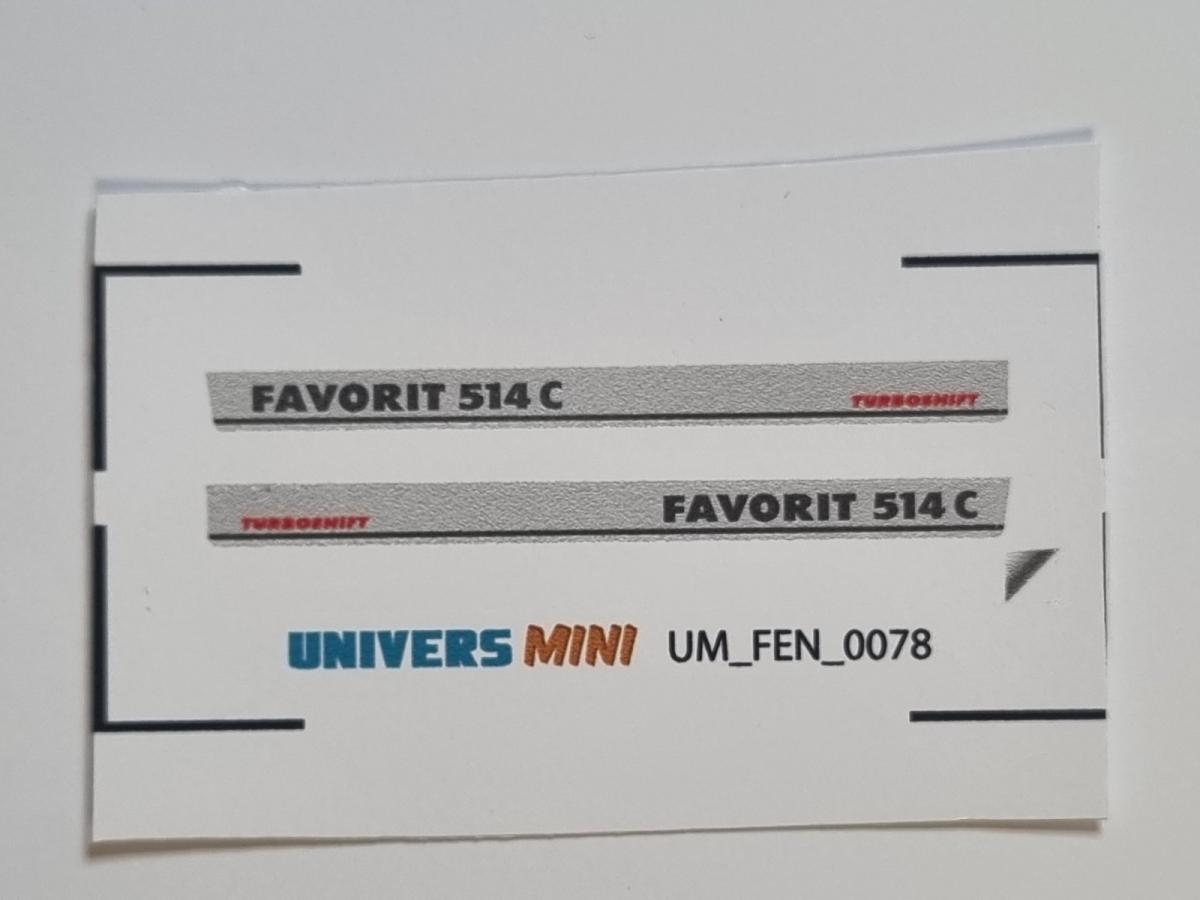 FAVORIT 514 C TURBOSHIFT
TURBOSHIFT FAVORIT 514 C
UNIVERS MINI UM_FEN_0078